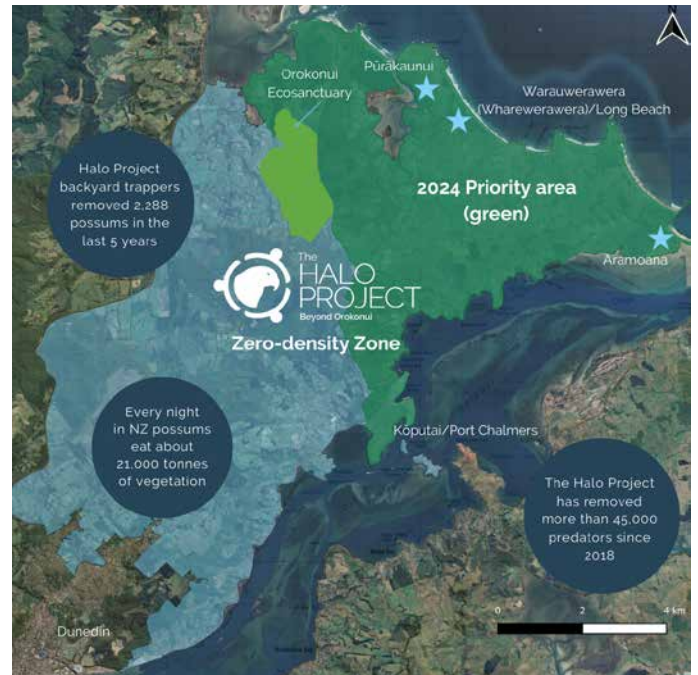 N
Pūrākaunui
Orokonui
Ecosanctuary
Warauwerawera
(Wharewerawera)/Long Beach
Halo Project
backyard trappers
removed 2,288
possums in the
last 5 years
2024 Priority area
(green)
Aramoana
The
HALO
PROJECT
Beyond Orokonui
Zero-density Zone
Every night
in NZ possums
eat about
21,000 tonnes
of vegetation
Kōputai/Port Chalmers
The Halo Project
has removed
more than 45,000
predators since
2018
Dunedin
0 2 4 km